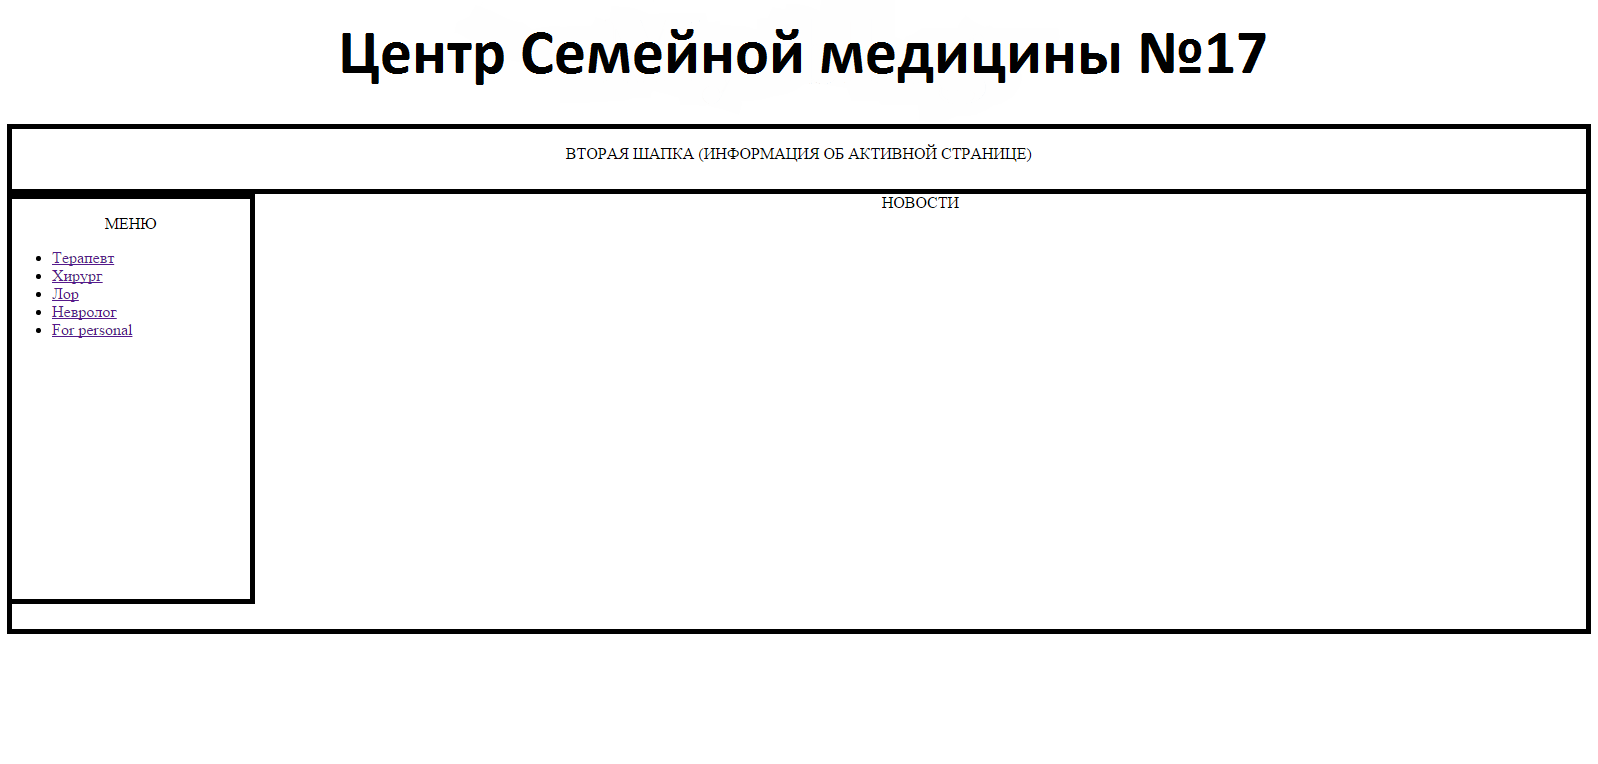 Центр Семейной медицины №17
ВТОРАЯ ШАПКА (ИНФОРМАЦИЯ ОБ АКТИВНОЙ СТРАНИЦЕ)
МЕНЮ
Терапевт
Хирург
Лор
Невролог
For personal
НОВОСТИ